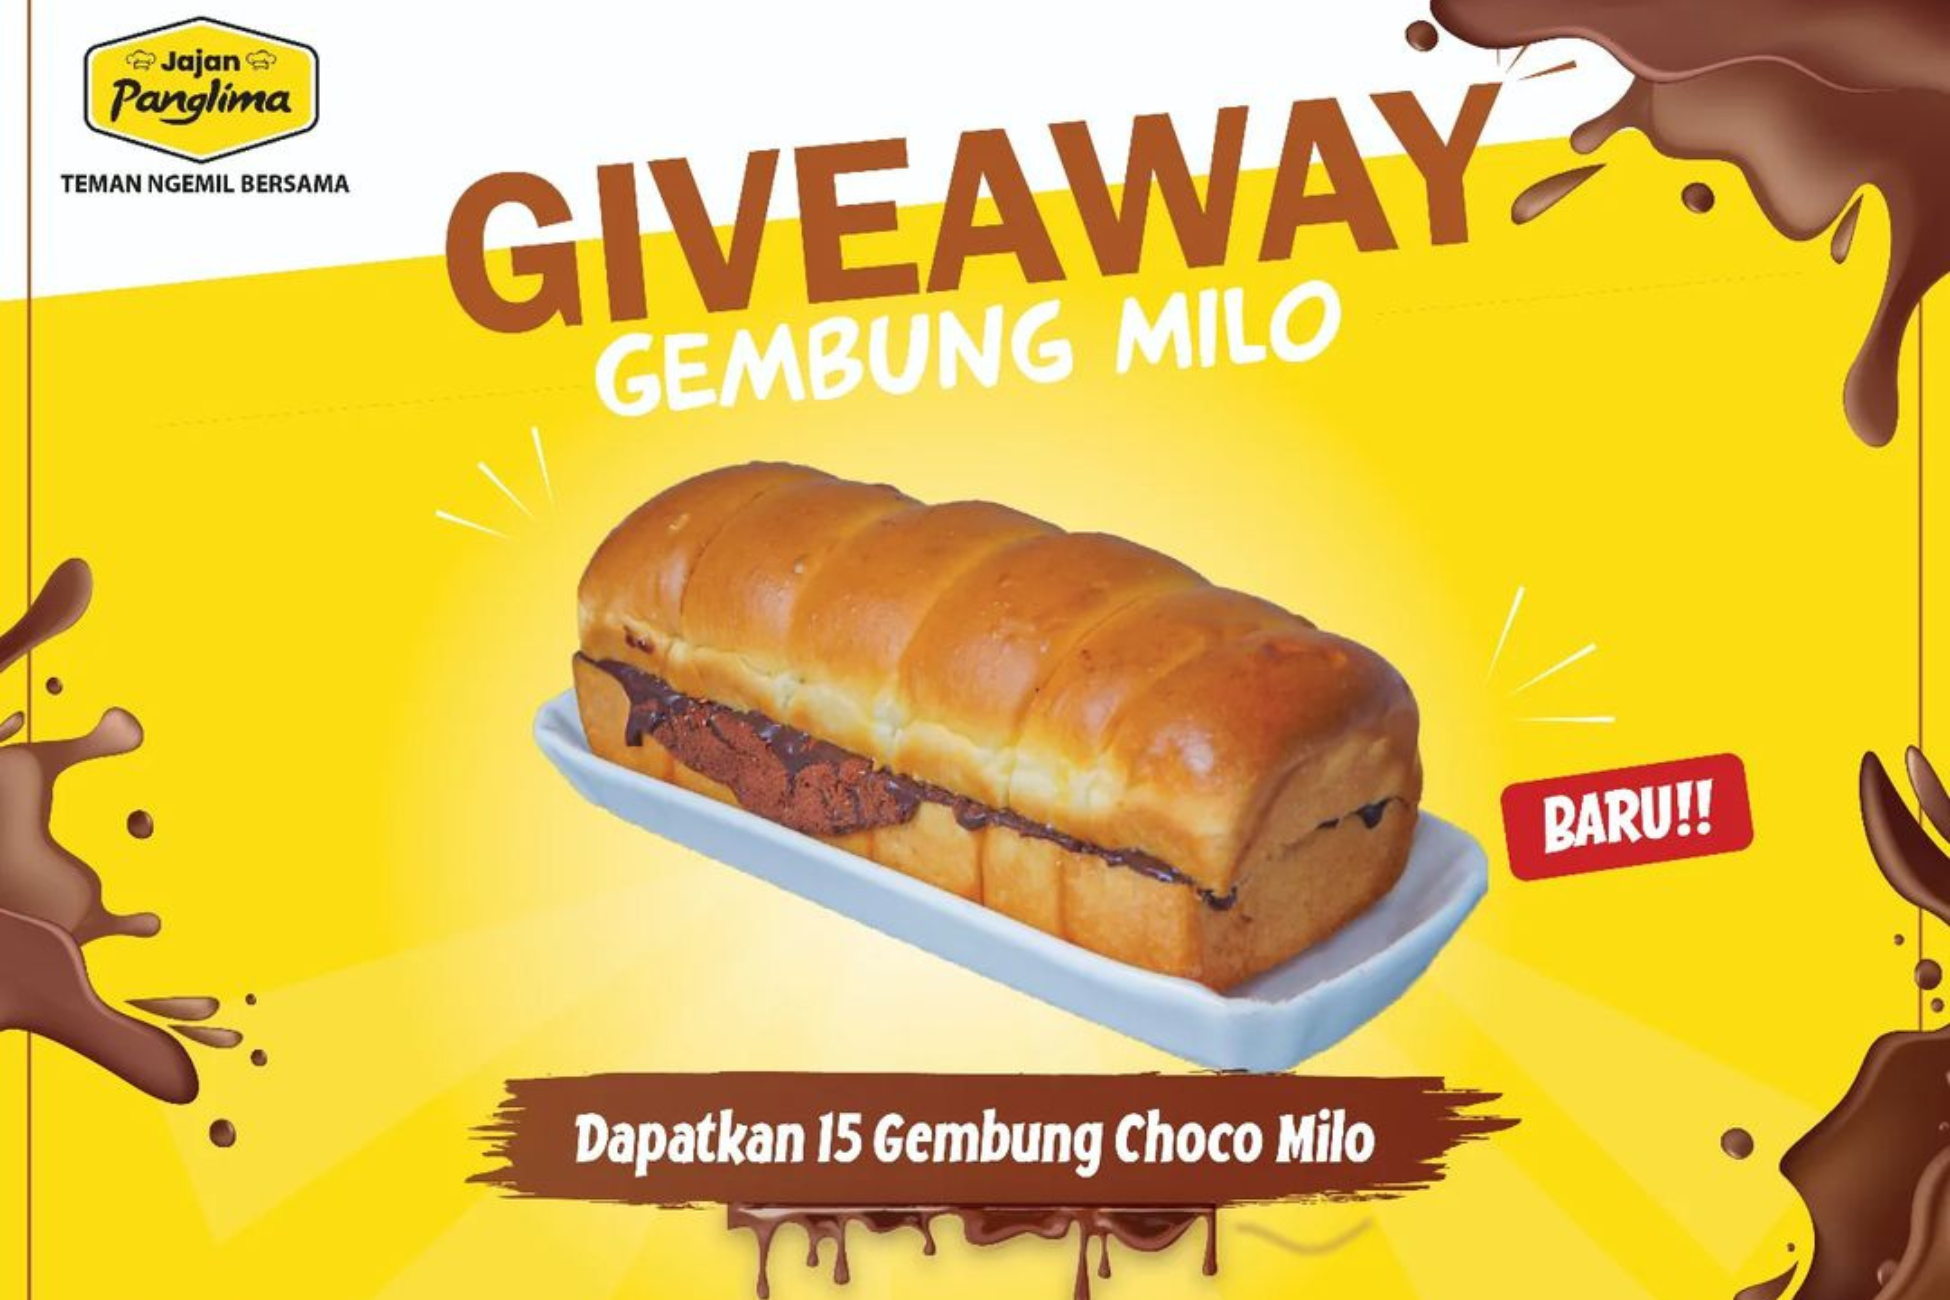 Jajan
Panglima
TEMAN NGEMIL BERSAMA
GIVEAWAY
GEMBUNG MILO
BARU!!
Dapatkan 15 Gembung Choco Milo